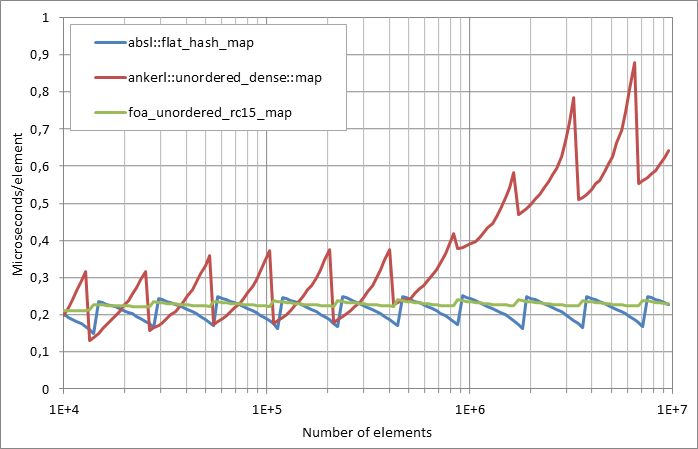 absl::flat_hash_map
ankerl::unordered_dense::map
foa_unordered_rc15_map
Microseconds/element
1
0,9
0,8
0,7
0,6
0,5
0,4
0,3
0,2
0,1
0
1E+4
1E+5
1E+6
1E+7
Number of elements